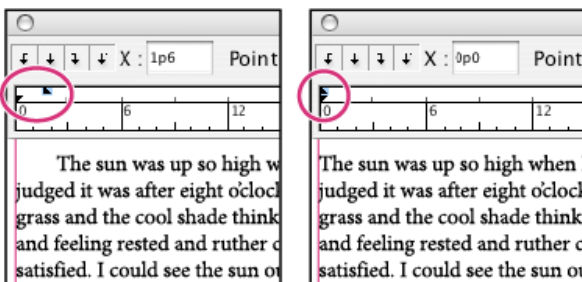 X : 1p6 Point
0 6 12
The sun was up so high w
judged it was after eight o'cloc
grass and the cool shade think
and feeling rested and ruther c
satisfied. I could see the sun ou
X : 0p0 Point
0 6 12
The sun was up so high when
judged it was after eight o'clock
grass and the cool shade think
and feeling rested and ruther c
satisfied. I could see the sun ou